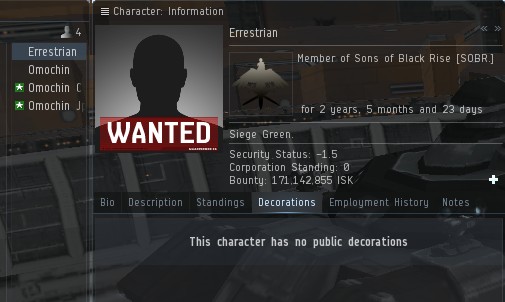 Character: Information
4
Errestrian
Omochin
Omochin
Omochin
Errestrian
Member of Sons of Black Rise [SOBR.]
for 2 years, 5 months and 23 days
WANTED
Siege Green.
Security Status: -1.5
Corporation Standing: 0
Bounty: 171.142.855 ISK
Bio Description Standings Decorations Employment History Notes
This character has no public decorations